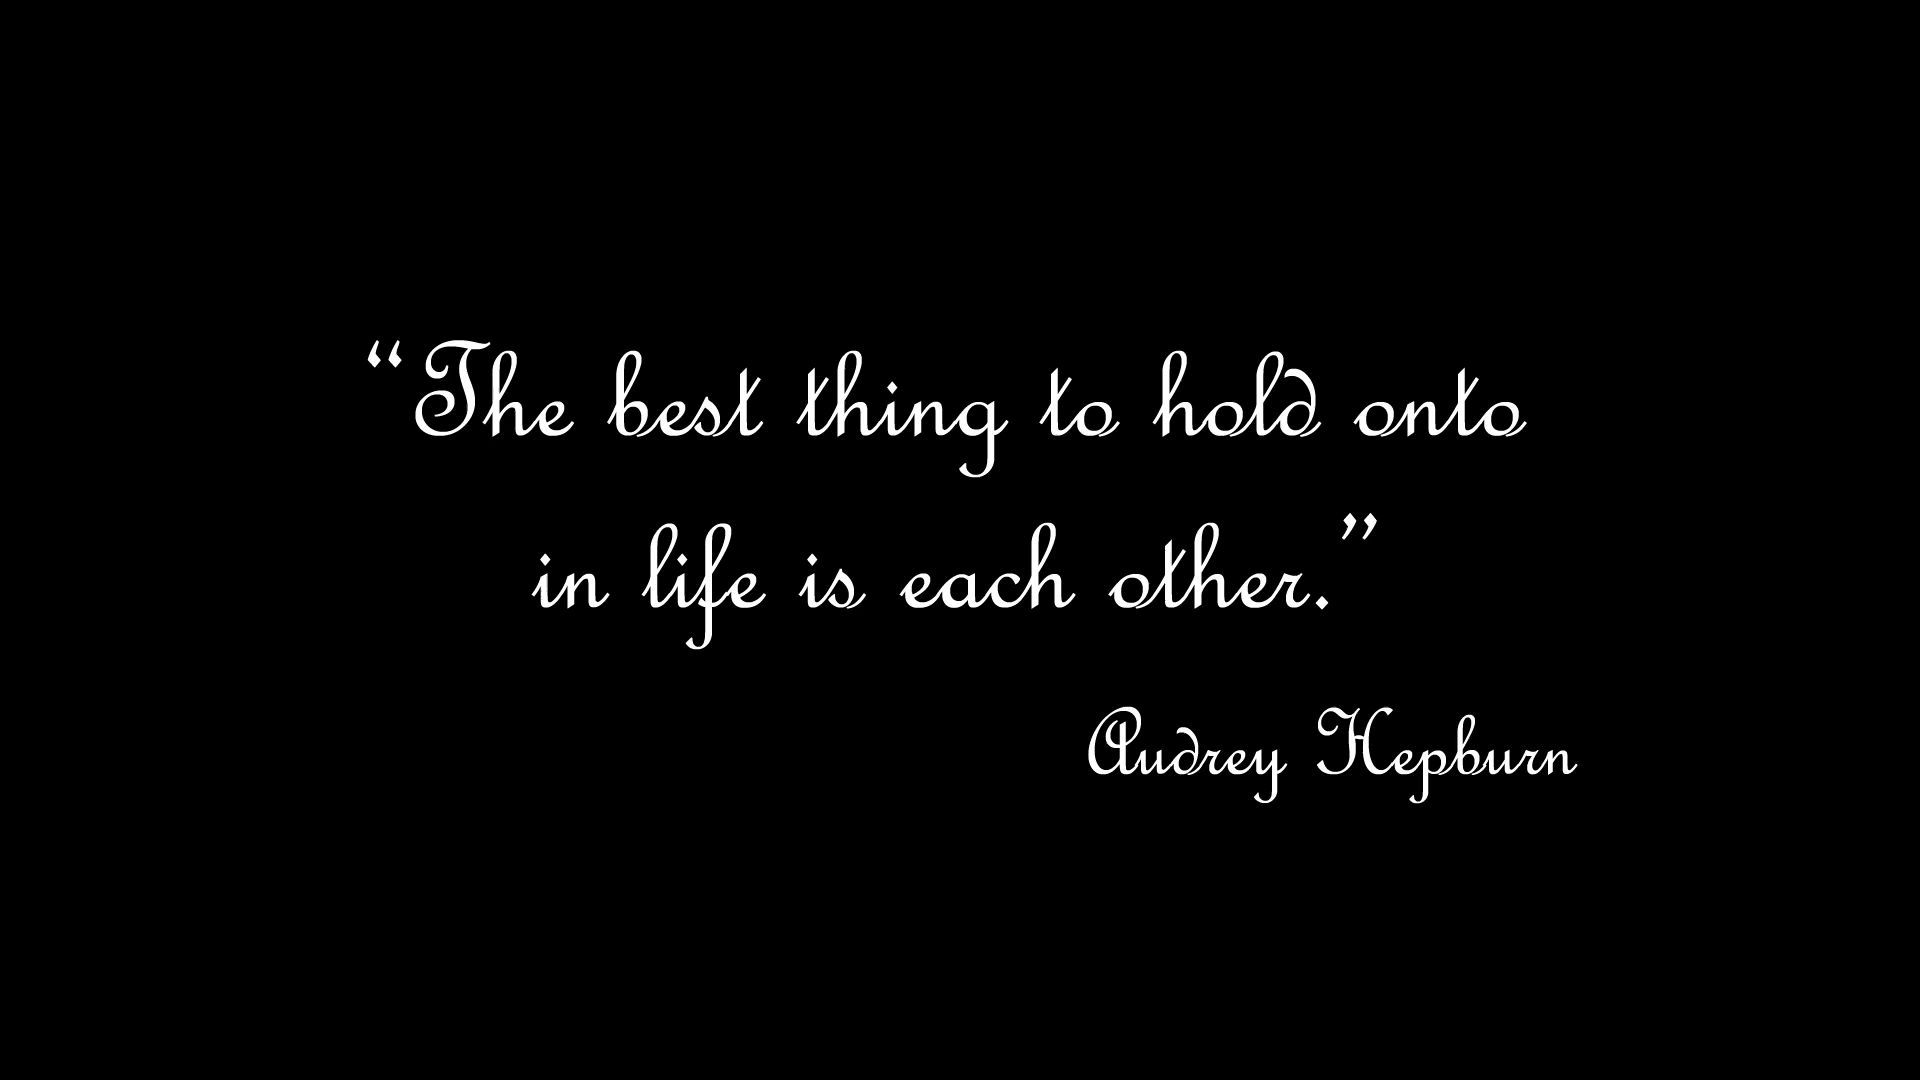 “The best thing to hold onto
in life is each other.”
Audrey Hepburn